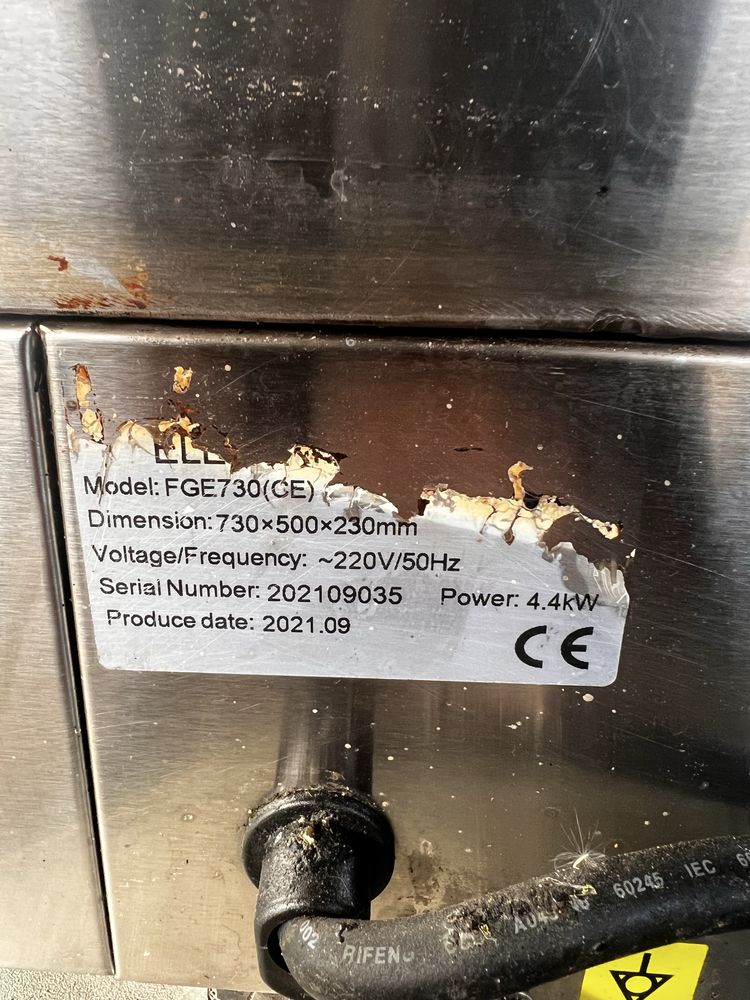 Model: FGE730(CE)
Dimension: 730×500×230mm
Voltage/Frequency: ~220V/50Hz
Serial Number: 202109035 Power: 4.4kW
Produce date: 2021.09
CE
RIFENG
60245 IEC